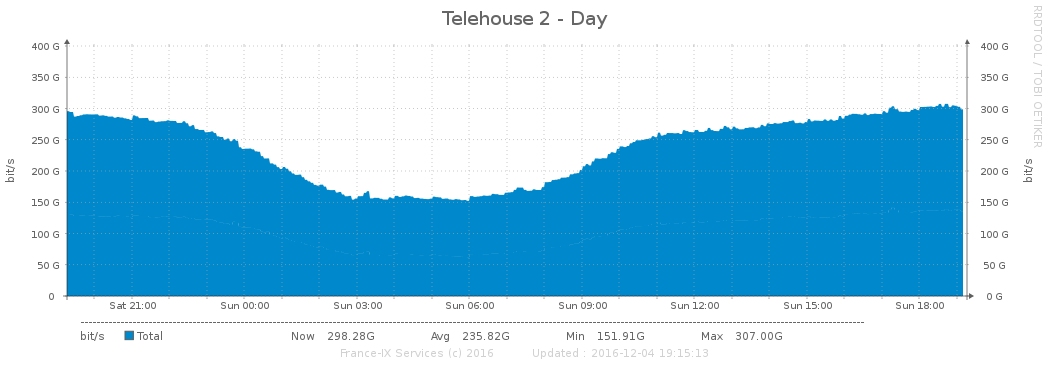 Telehouse 2 - Day
RRDTOOL / TOBI OETIKER
400 G 400 G
350 G 350 G
300 G 300 G
250 G 250 G
200 G 200 G
150 G 150 G
100 G 100 G
50 G 50 G
0 0 G
bit/s bit/s
Sat 21:00 Sun 00:00 Sun 03:00 Sun 06:00 Sun 09:00 Sun 12:00 Sun 15:00 Sun 18:00
bit/s Total Now 298.28G Avg 235.82G Min 151.91G Max 307.00G
France-IX Services (c) 2016 Updated : 2016-12-04 19:15:13